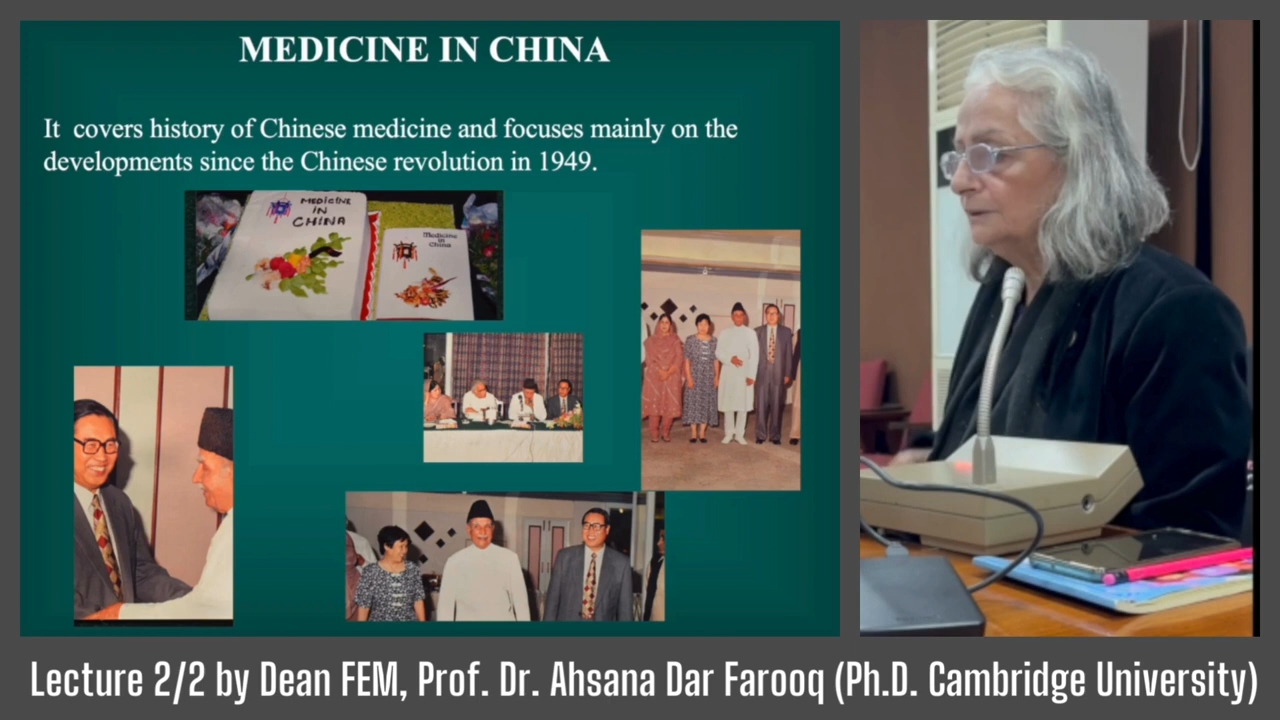 MEDICINE IN CHINA
It covers history of Chinese medicine and focuses mainly on the
developments since the Chinese revolution in 1949.
MEDICINE
IN
CHINA
Medicine
in
China
Lecture 2/2 by Dean FEM, Prof. Dr. Ahsana Dar Farooq (Ph.D. Cambridge University)